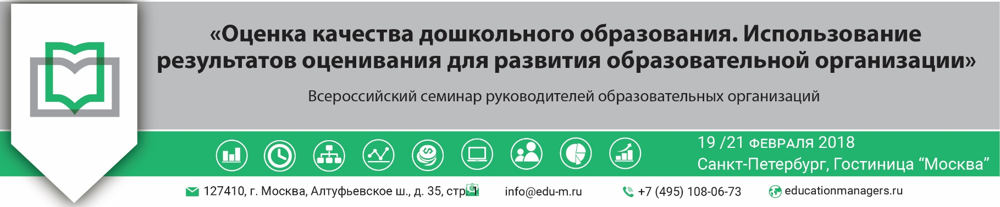 «Оценка качества дошкольного образования. Использование
результатов оценивания для развития образовательной организации»
Всероссийский семинар руководителей образовательных организаций
19 /21 ФЕВРАЛЯ 2018
Санкт-Петербург, Гостиница “Москва”
127410, г. Москва, Алтуфьевское ш., д. 35, стр. 1 info@edu-m.ru +7 (495) 108-06-73 educationmanagers.ru